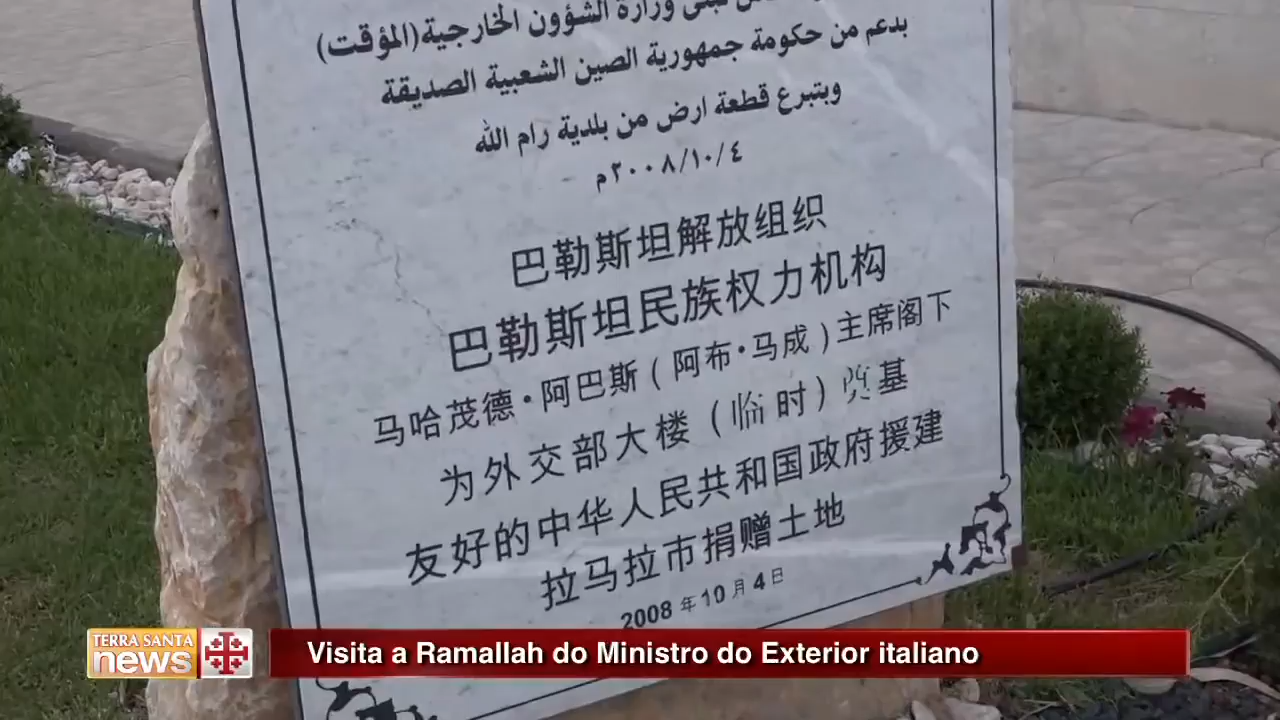 لمبنى وزارة الشؤون الخارجية(المؤقت)
بدعم من حكومة جمهورية الصين الشعبية الصديقة
وبتبرع قطعة ارض من بلدية رام الله
٢٠٠٨/١٠/٤م
巴勒斯坦解放组织
巴勒斯坦民族权力机构
马哈茂德·阿巴斯（阿布·马成）主席阁下
为外交部大楼（临时）奠基
友好的中华人民共和国政府援建
拉马拉市捐赠土地
2008年10月4日
TERRA SANTA
news
Visita a Ramallah do Ministro do Exterior italiano